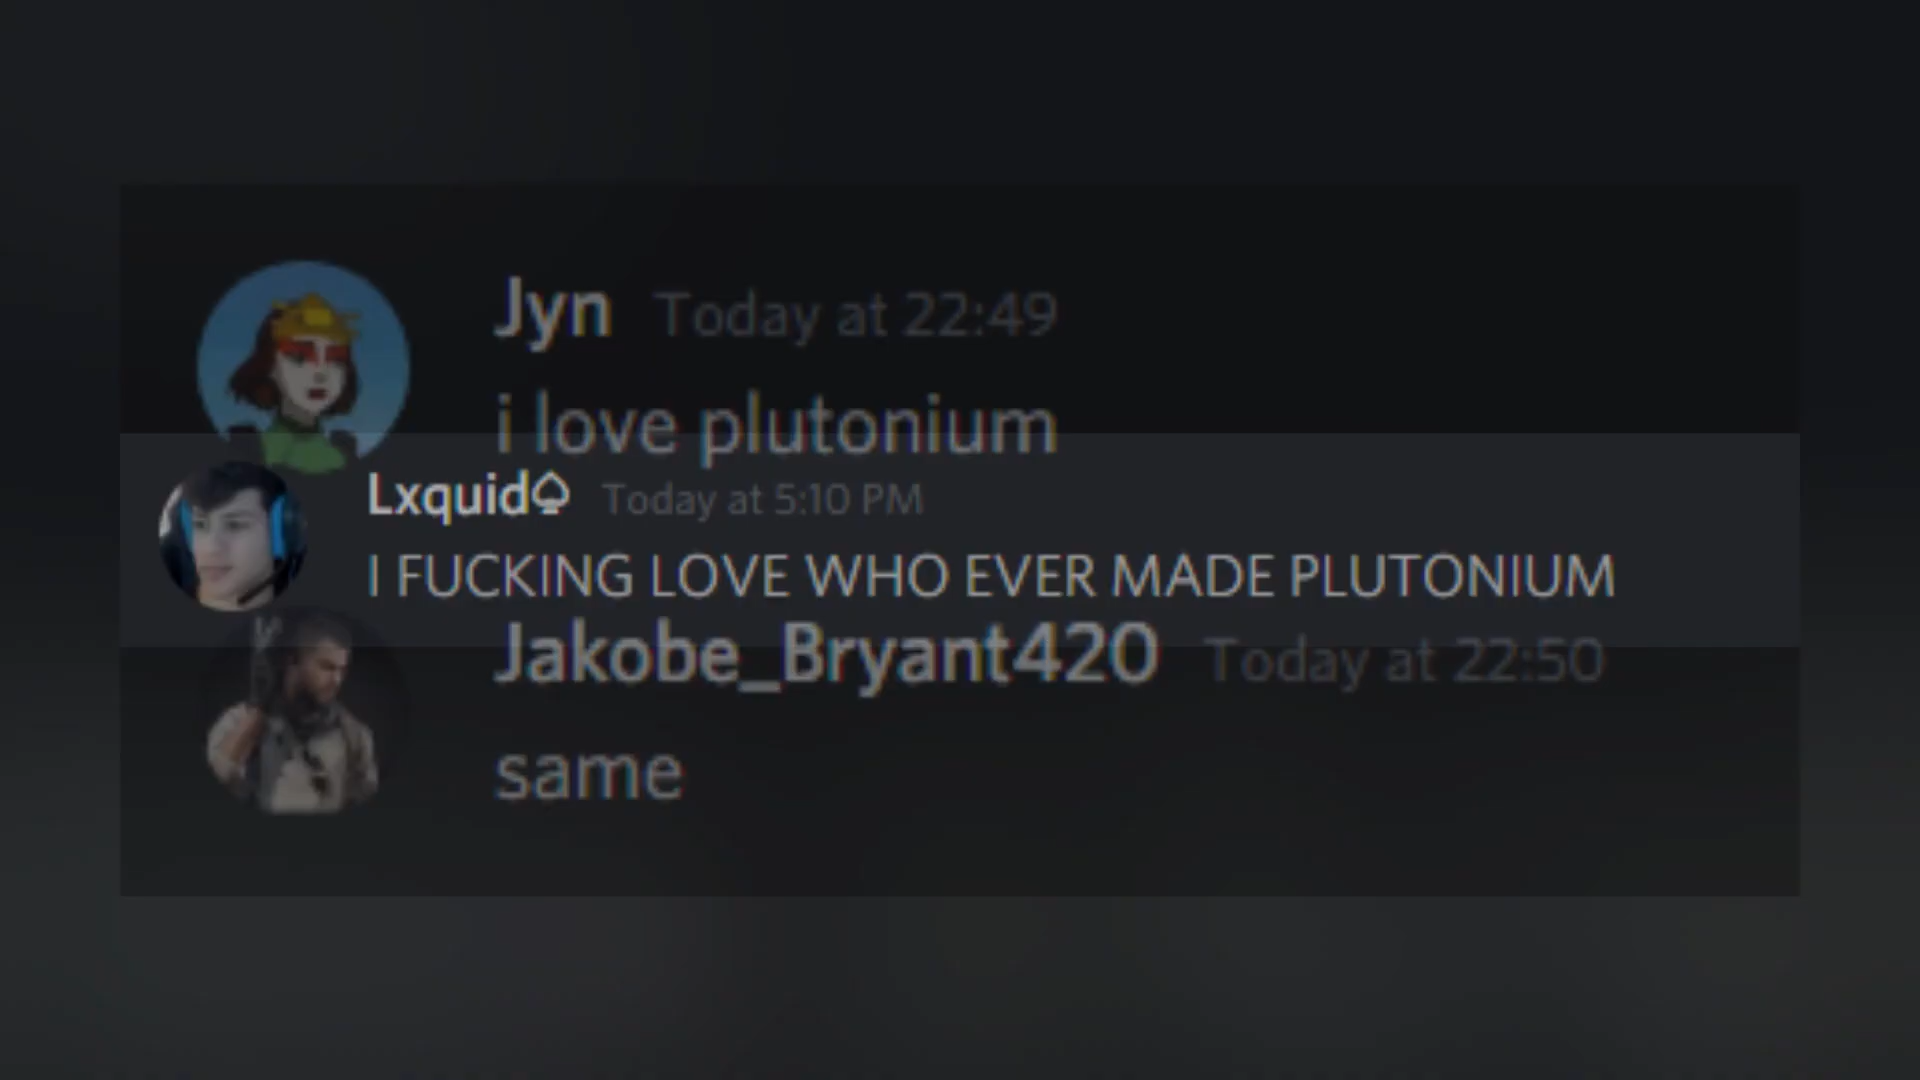 Jyn Today at 22:49
i love plutonium
Lxquid♤ Today at 5:10 PM
I FUCKING LOVE WHO EVER MADE PLUTONIUM
Jakobe_Bryant420 Today at 22:50
same